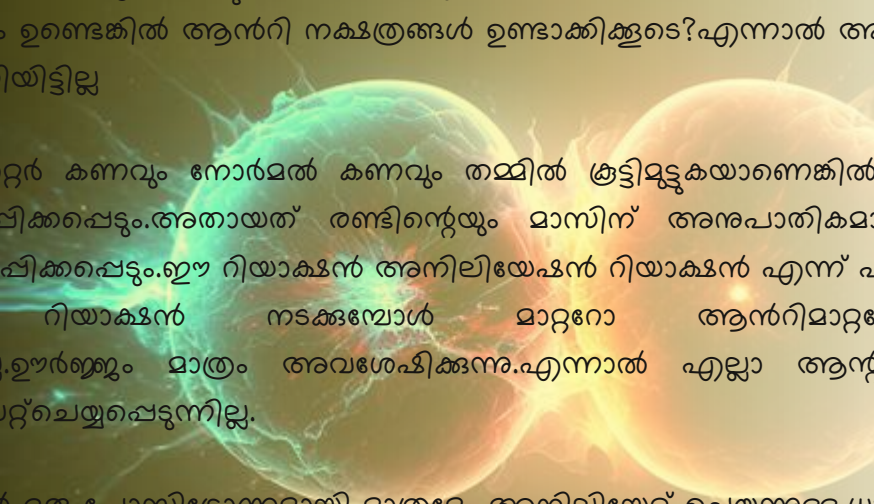 ഉണ്ടെങ്കിൽ ആൻറി നക്ഷത്രങ്ങൾ ഉണ്ടാക്കിക്കൂടെ?എന്നാൽ
യിട്ടില്ല
റ്റർ കണവും നോർമൽ കണവും തമ്മിൽ കൂട്ടിമുട്ടുകയാണെങ്കിൽ
പ്പിക്കപ്പെടും.അതായത് രണ്ടിന്റെയും മാസിന് അനുപാതികമാ
പ്പിക്കപ്പെടും.ഈ റിയാക്ഷൻ അനിലിയേഷൻ റിയാക്ഷൻ എന്ന്
റിയാക്ഷൻ നടക്കുമ്പോൾ മാറ്ററോ ആൻറിമാറ്റ
.ഊർജ്ജം മാത്രം അവശേഷിക്കുന്നു.എന്നാൽ എല്ലാ ആന്റ
റ്റ്ചെയ്യപ്പെടുന്നില്ല.